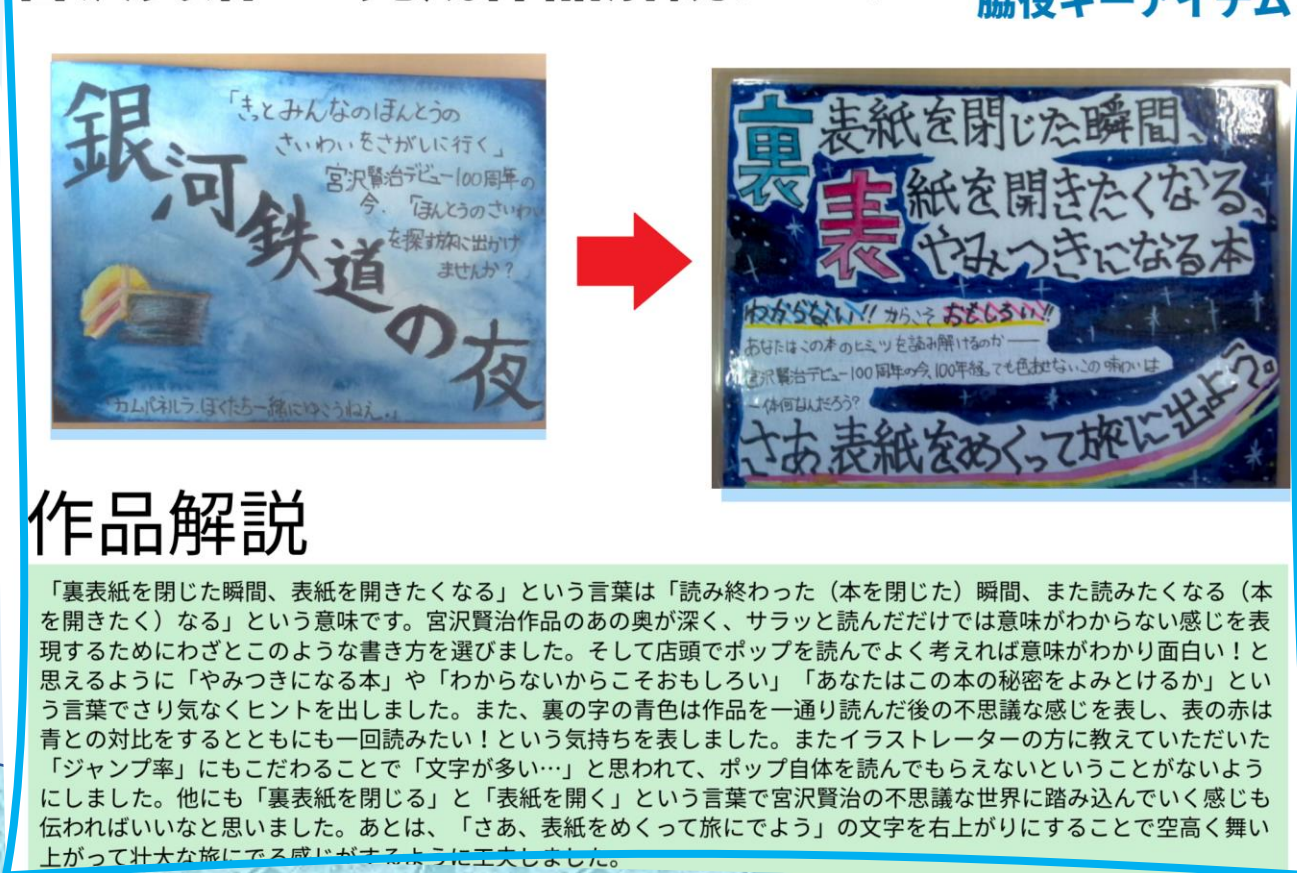 脇役キーアイテム
銀河鉄道の夜
「きっとみんなのほんとうの
さいわいをさがしに行く」
宮沢賢治デビュー100周年の
今、「ほんとうのさいわい
を探す旅に出かけ
ませんか?
「カムパネルラ、ぼくたち一緒にゆこうねえ。」
裏表紙を閉じた瞬間、
表紙を開きたくなる、
やみつきになる本
わからない!!からこそおもしろい!!
あなたはこの本のヒミツを読み解けるのか――
宮沢賢治デビュー100周年の今、100年経っても色あせないこの味わいは
一体何なんだろう?
さあ、表紙をめくって旅に出よう。
作品解説
「裏表紙を閉じた瞬間、表紙を開きたくなる」という言葉は「読み終わった(本を閉じた)瞬間、また読みたくなる(本
を開きたく)なる」という意味です。宮沢賢治作品のあの奥が深く、サラッと読んだだけでは意味がわからない感じを表
現するためにわざとこのような書き方を選びました。そして店頭でポップを読んでよく考えれば意味がわかり面白い!と
思えるように「やみつきになる本」や「わからないからこそおもしろい」「あなたはこの本の秘密をよみとけるか」とい
う言葉でさり気なくヒントを出しました。また、裏の字の青色は作品を一通り読んだ後の不思議な感じを表し、表の赤は
青との対比をするとともにも一回読みたい!という気持ちを表しました。またイラストレーターの方に教えていただいた
「ジャンプ率」にもこだわることで「文字が多い…」と思われて、ポップ自体を読んでもらえないということがないよう
にしました。他にも「裏表紙を閉じる」と「表紙を開く」という言葉で宮沢賢治の不思議な世界に踏み込んでいく感じも
伝わればいいなと思いました。あとは、「さあ、表紙をめくって旅にでよう」の文字を右上がりにすることで空高く舞い
上がって壮大な旅にでる感じがするように工夫しました。